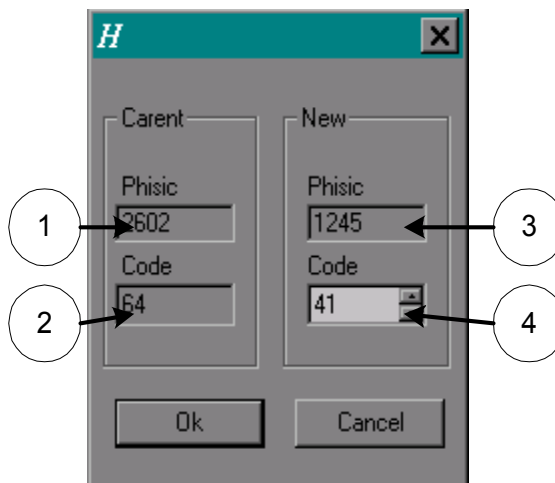 H
Carent
New
Phisic
Phisic
1
2602
1245
3
Code
Code
2
64
41
4
Ok
Cancel